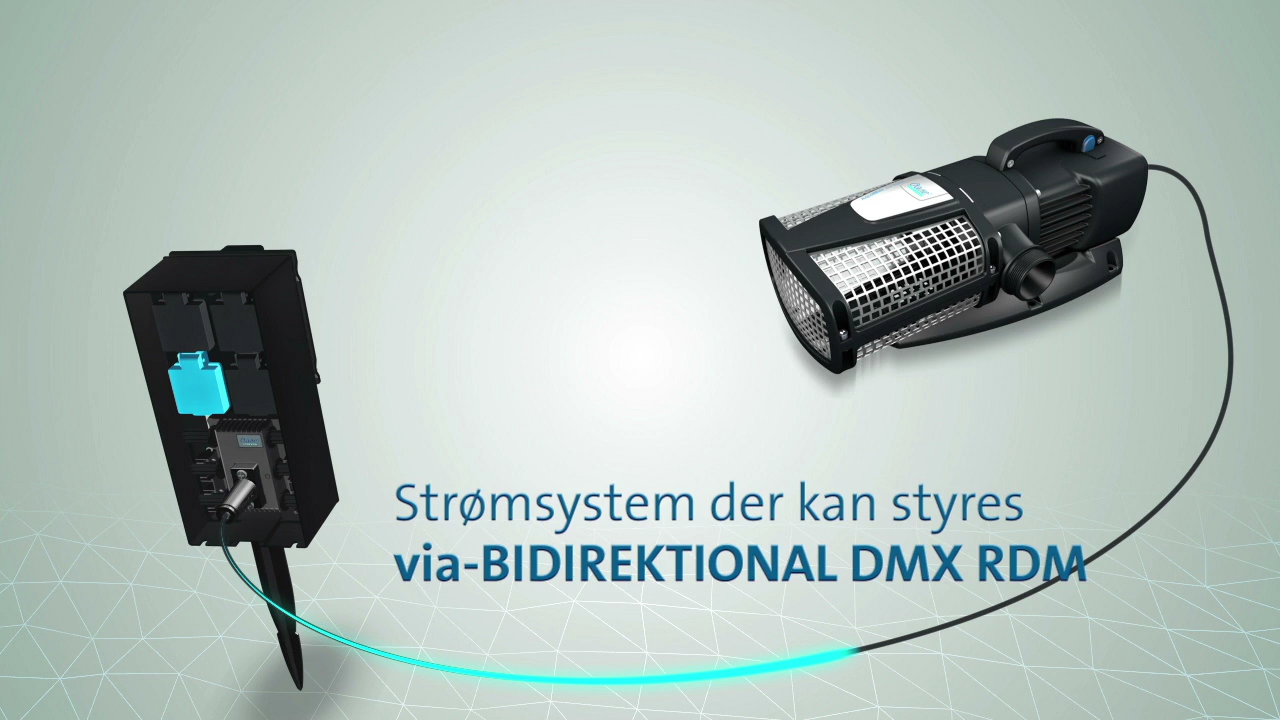 Strømsystem der kan styres
via-BIDIREKTIONAL DMX RDM